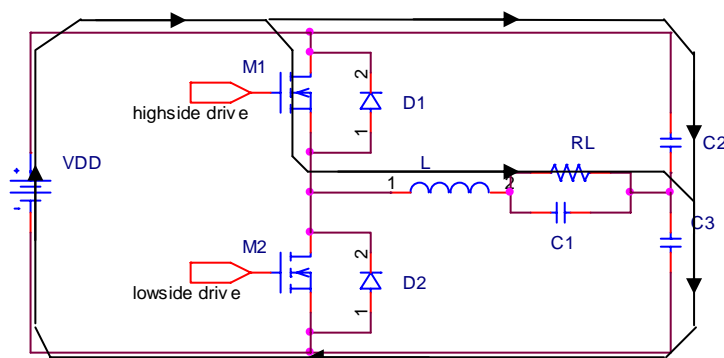 M1
2
D1
highside drive
1
C2
VDD
L
RL
+
-
1
2
C3
C1
M2
2
D2
lowside drive
1